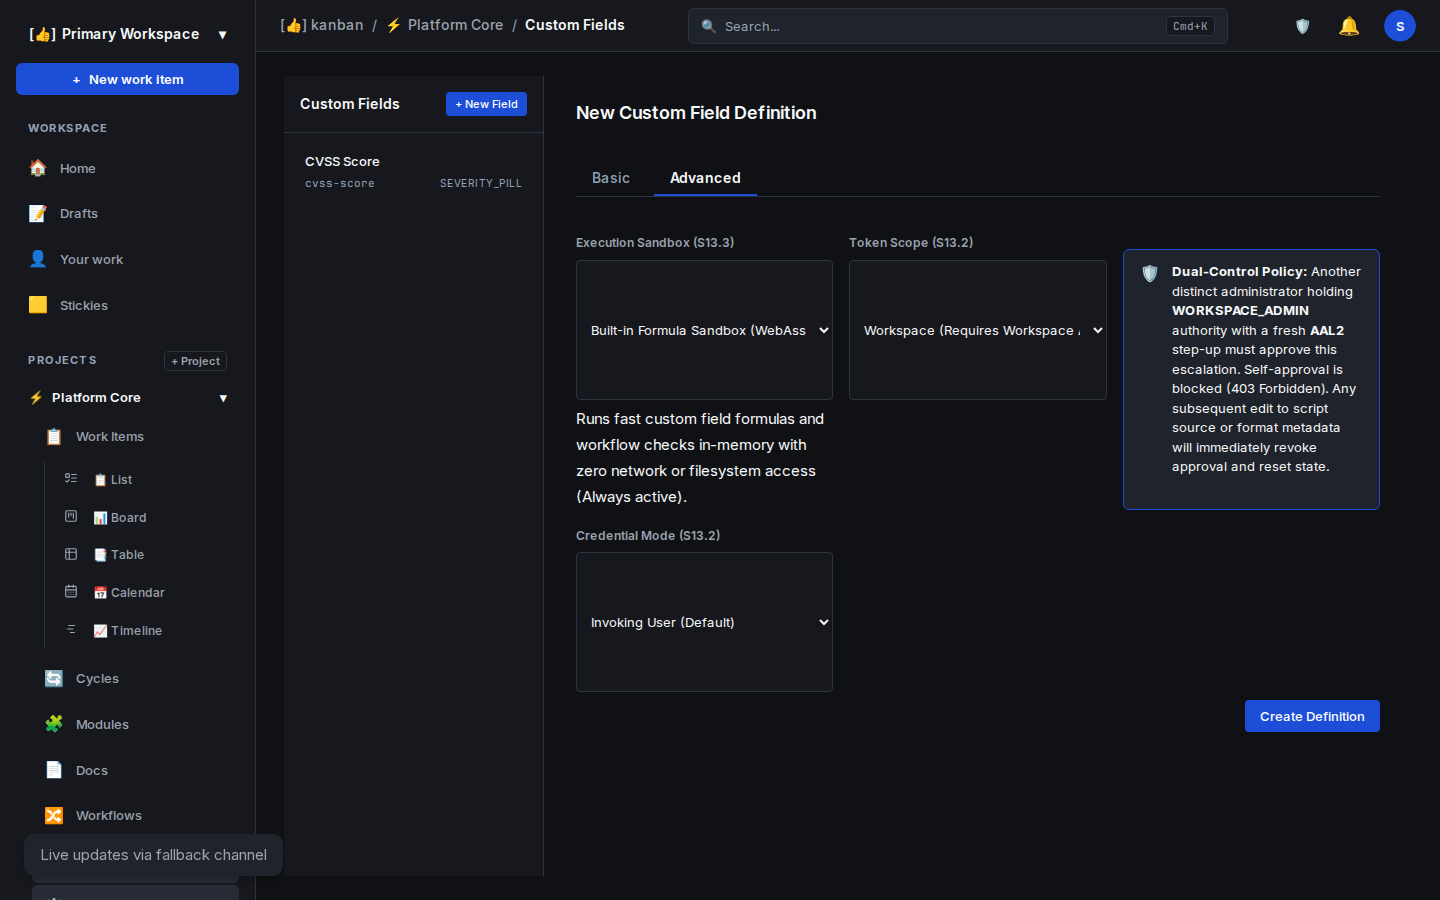 [👍] Primary Workspace ▼
+ New work item
WORKSPACE
🏠 Home
📝 Drafts
👤 Your work
🟨 Stickies
PROJECTS
+ Project
⚡ Platform Core ▼
📋 Work Items
📋 List
📊 Board
📑 Table
📅 Calendar
📈 Timeline
🔄 Cycles
🧩 Modules
📄 Docs
🔀 Workflows
Live updates via fallback channel
[👍] kanban / ⚡ Platform Core / Custom Fields
🔍 Search...
Cmd+K
S
Custom Fields
+ New Field
CVSS Score
cvss-score
SEVERITY_PILL
New Custom Field Definition
Basic
Advanced
Execution Sandbox (S13.3)
Built-in Formula Sandbox (WebAss
Runs fast custom field formulas and
workflow checks in-memory with
zero network or filesystem access
(Always active).
Token Scope (S13.2)
Workspace (Requires Workspace
🛡️ Dual-Control Policy: Another
distinct administrator holding
WORKSPACE_ADMIN
authority with a fresh AAL2
step-up must approve this
escalation. Self-approval is
blocked (403 Forbidden). Any
subsequent edit to script
source or format metadata
will immediately revoke
approval and reset state.
Credential Mode (S13.2)
Invoking User (Default)
Create Definition